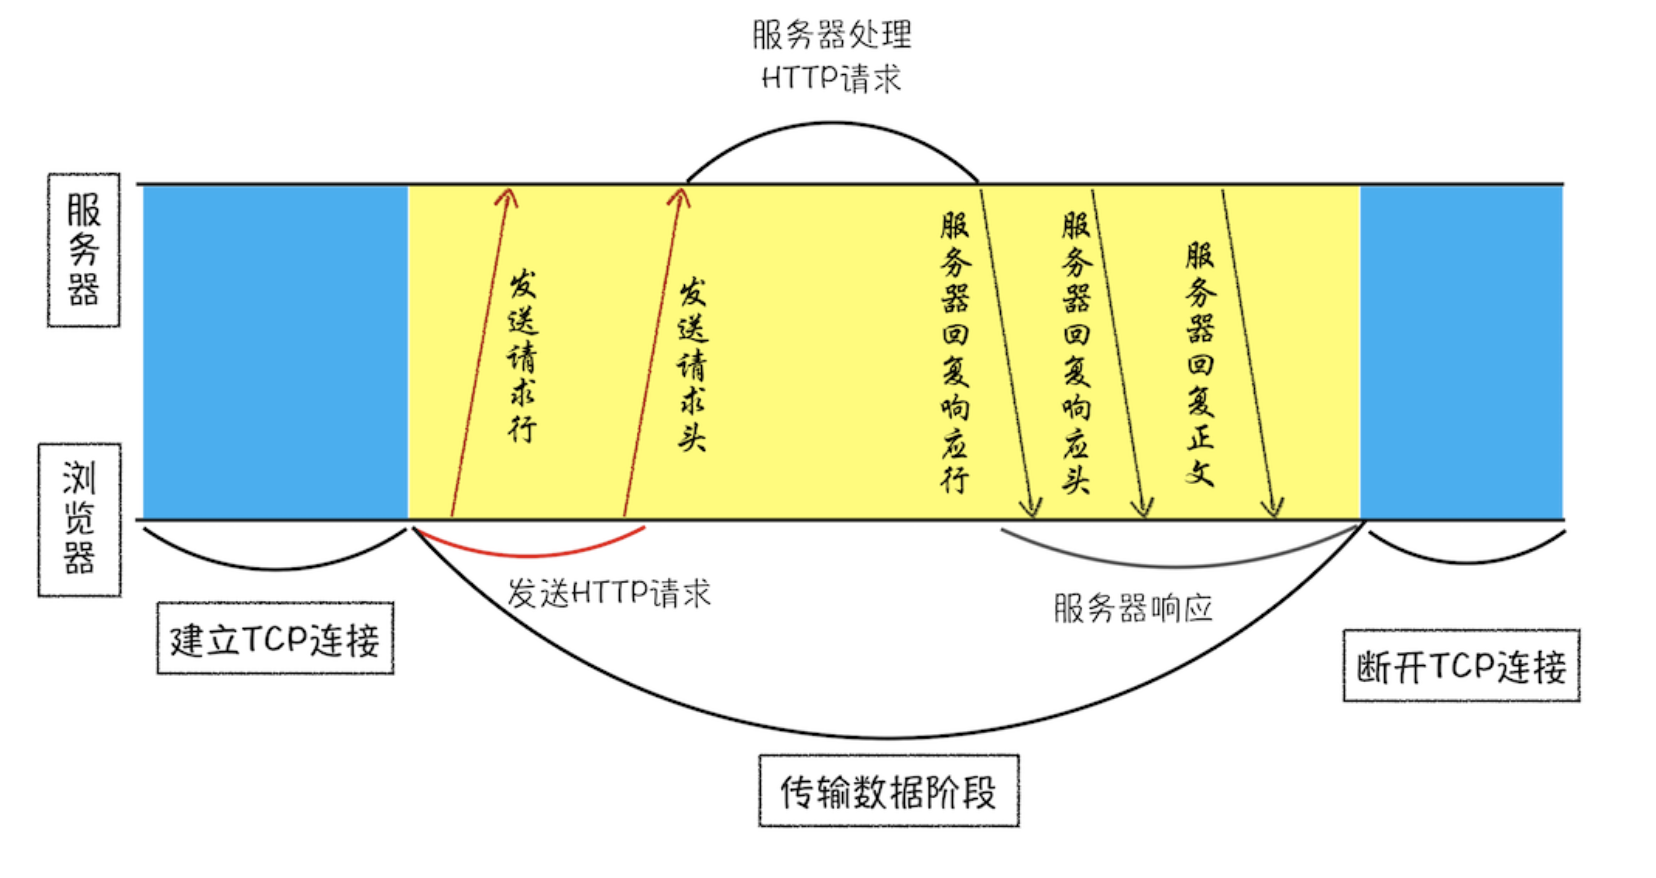 服务器处理
HTTP请求
服务器
发送请求行
发送请求头
服务器回复响应行
服务器回复响应头
服务器回复正文
浏览器
发送HTTP请求
服务器响应
建立TCP连接
断开TCP连接
传输数据阶段